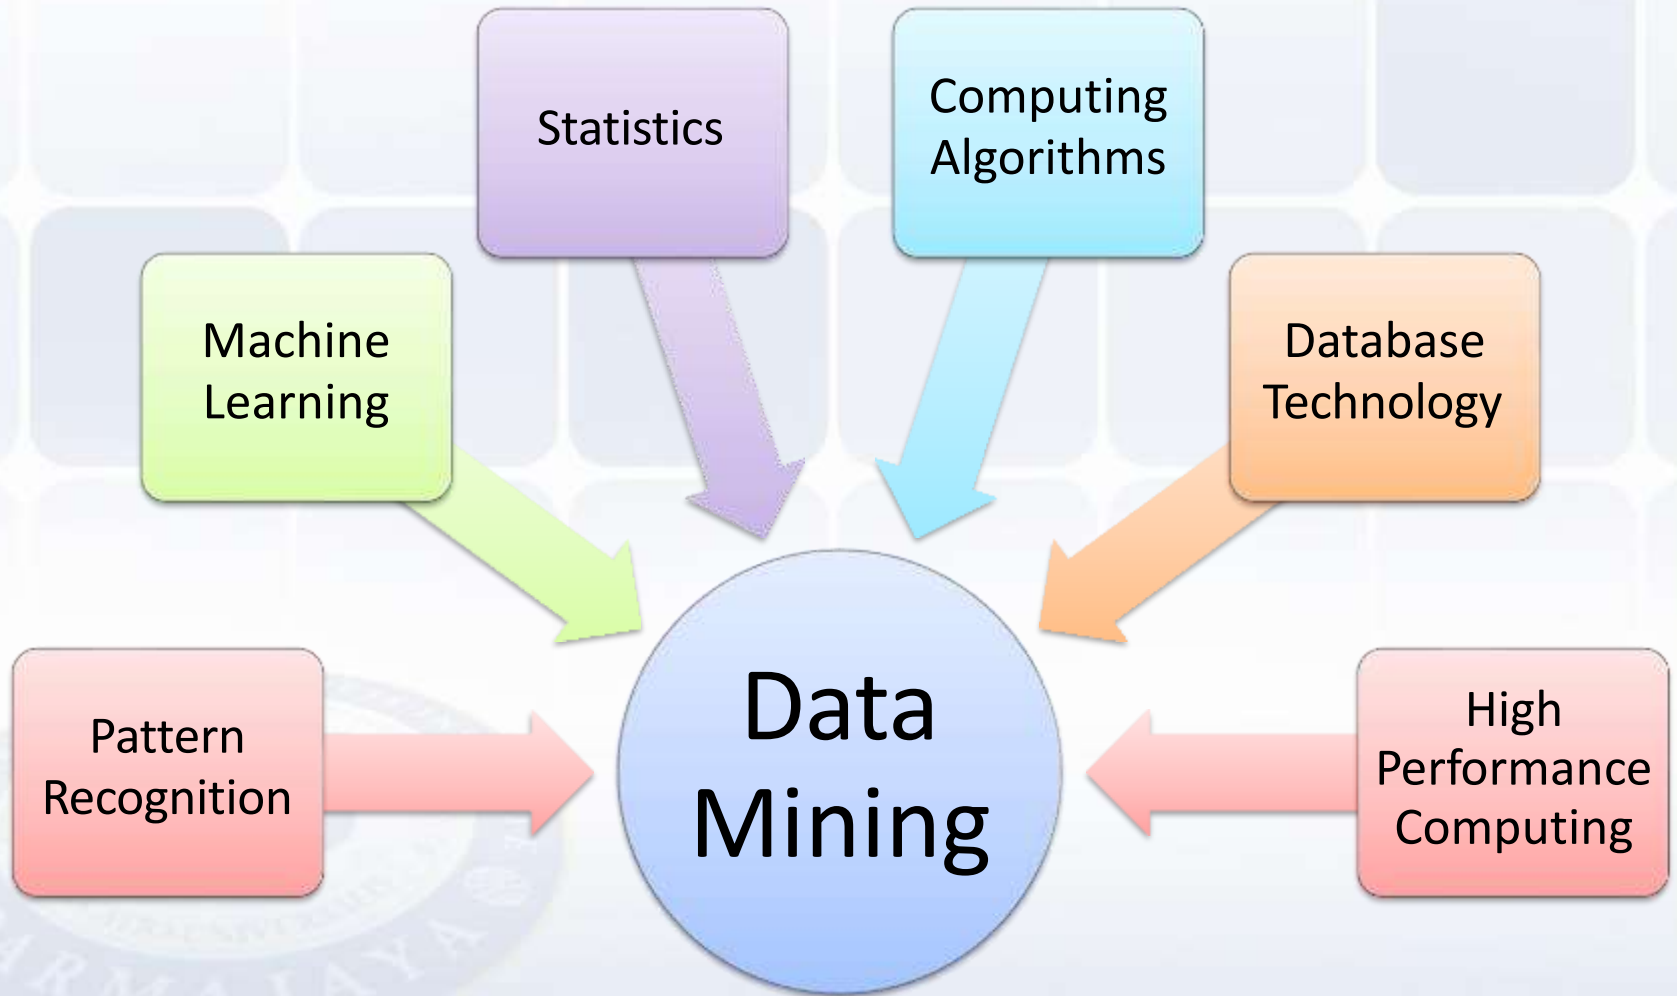 Statistics
Computing
Algorithms
Machine
Learning
Database
Technology
Pattern
Recognition
High
Performance
Computing
Data
Mining